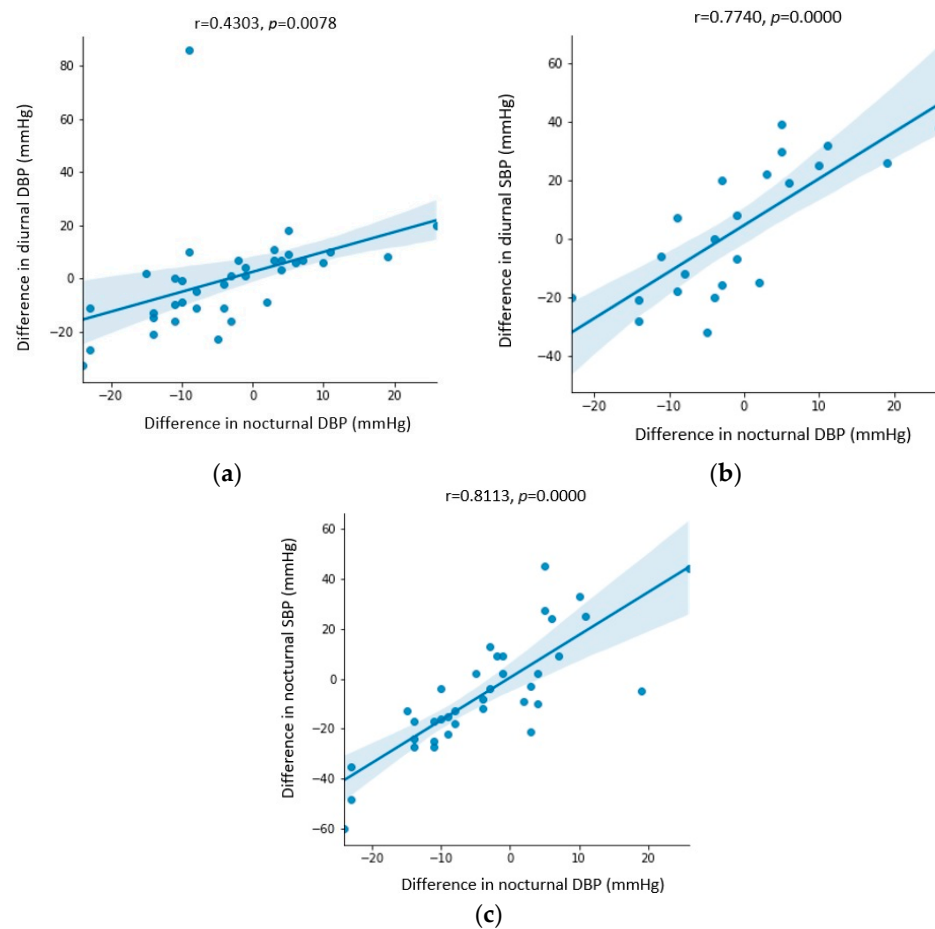 r=0.4303, p=0.0078
80
60
40
20
0
−20
Difference in diurnal DBP (mmHg)
−20 −10 0 10 20
Difference in nocturnal DBP (mmHg)
(a)
r=0.7740, p=0.0000
60
40
20
0
−20
−40
Difference in diurnal SBP (mmHg)
−20 −10 0 10 20
Difference in nocturnal DBP (mmHg)
(b)
r=0.8113, p=0.0000
60
40
20
0
−20
−40
−60
Difference in nocturnal SBP (mmHg)
−20 −10 0 10 20
Difference in nocturnal DBP (mmHg)
(c)